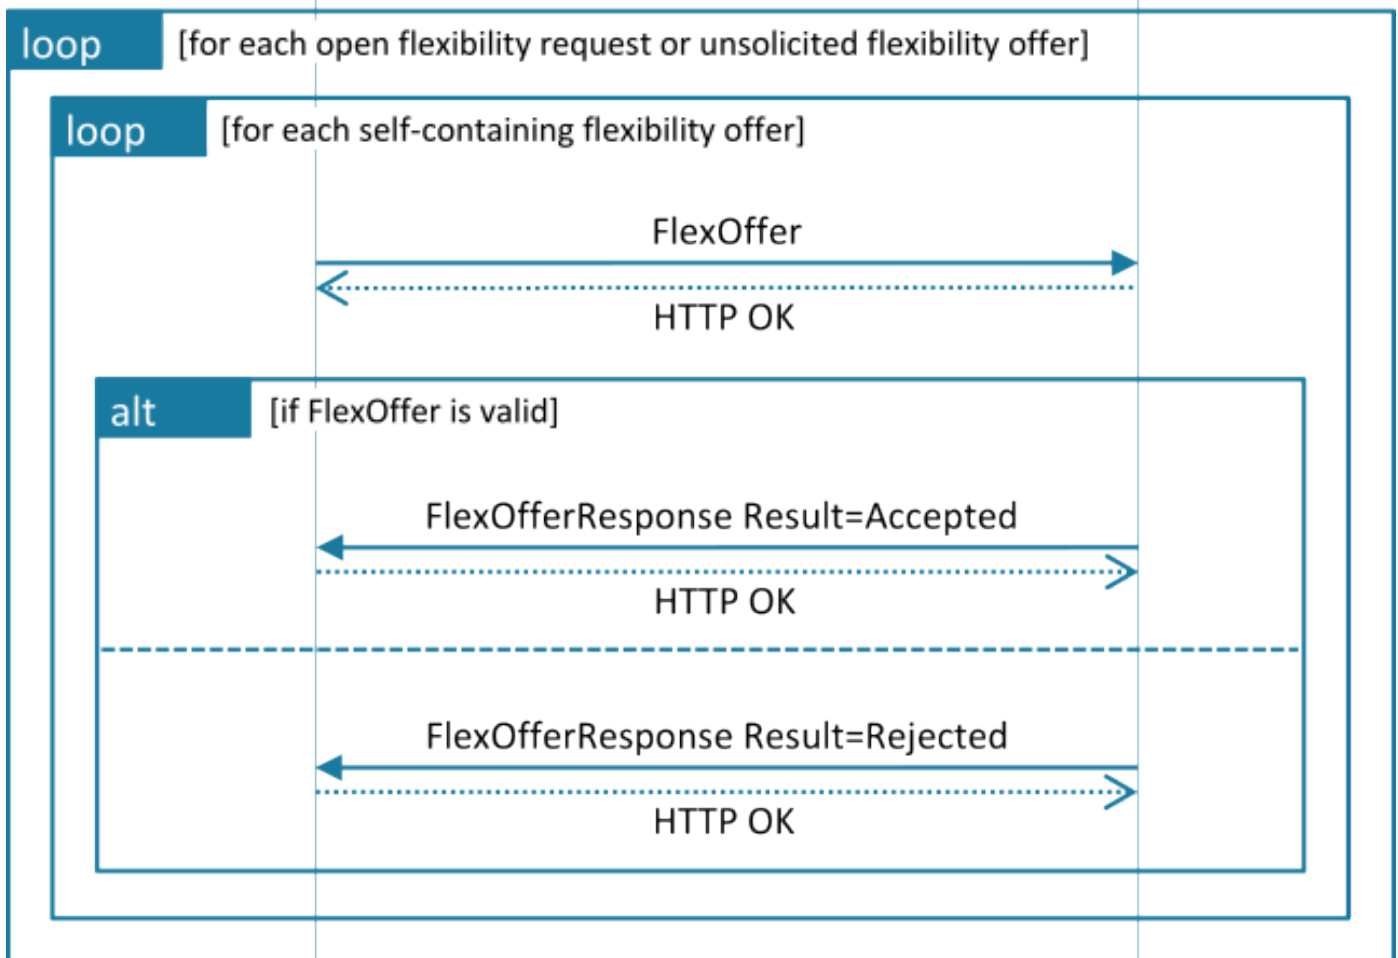 loop [for each open flexibility request or unsolicited flexibility offer]
loop [for each self-containing flexibility offer]
FlexOffer
HTTP OK
alt [if FlexOffer is valid]
FlexOfferResponse Result=Accepted
HTTP OK
FlexOfferResponse Result=Rejected
HTTP OK